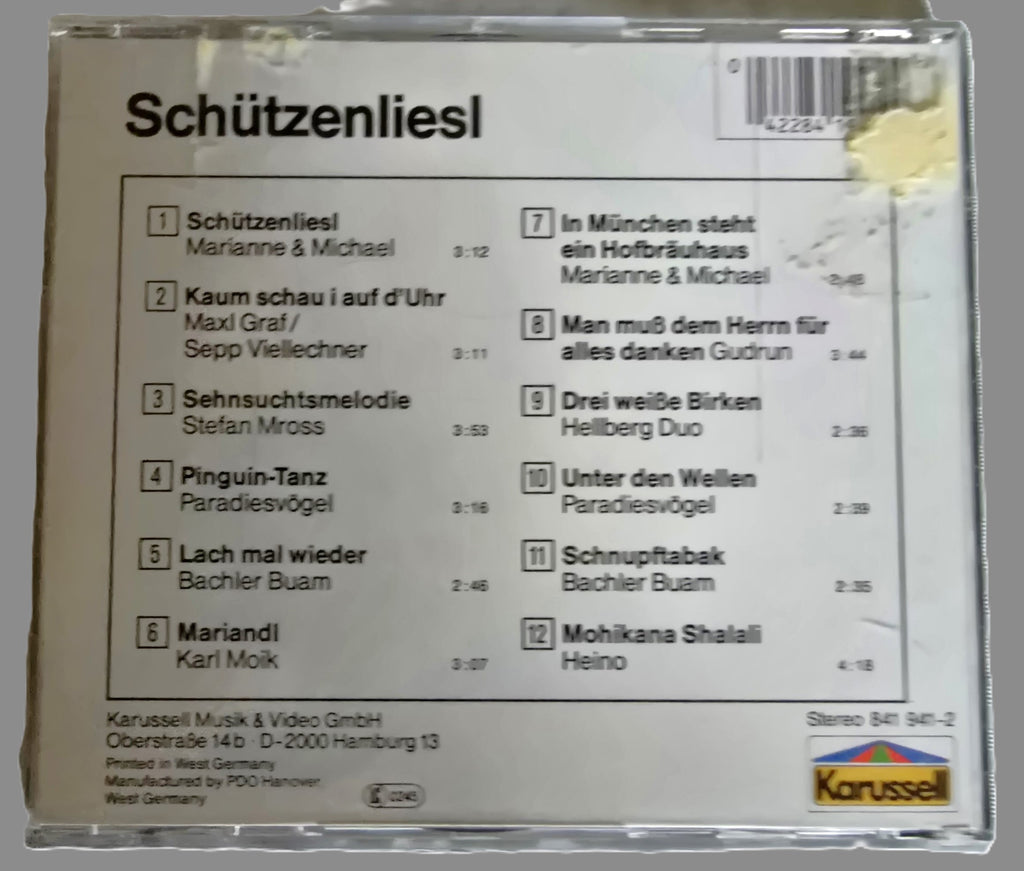 Schützenliesl
0
42284
1 Schützenliesl
Marianne & Michael 3:12
2 Kaum schau i auf d'Uhr
Maxl Graf/
Sepp Viellechner 3:11
3 Sehnsuchtsmelodie
Stefan Mross 3:53
4 Pinguin-Tanz
Paradiesvögel 3:16
5 Lach mal wieder
Bachler Buam 2:46
6 Mariandl
Karl Moik 3:07
7 In München steht
ein Hofbräuhaus
Marianne & Michael
8 Man muß dem Herrn für
alles danken Gudrun 3:44
9 Drei weiße Birken
Hellberg Duo 2:36
10 Unter den Wellen
Paradiesvögel 2:39
11 Schnupftabak
Bachler Buam 2:35
12 Mohikana Shalali
Heino 4:18
Karussell Musik & Video GmbH
Oberstraße 14b · D-2000 Hamburg 13
Printed in West Germany
Manufactured by PDO Hanover,
West Germany
Stereo 841 941-2
Karussell